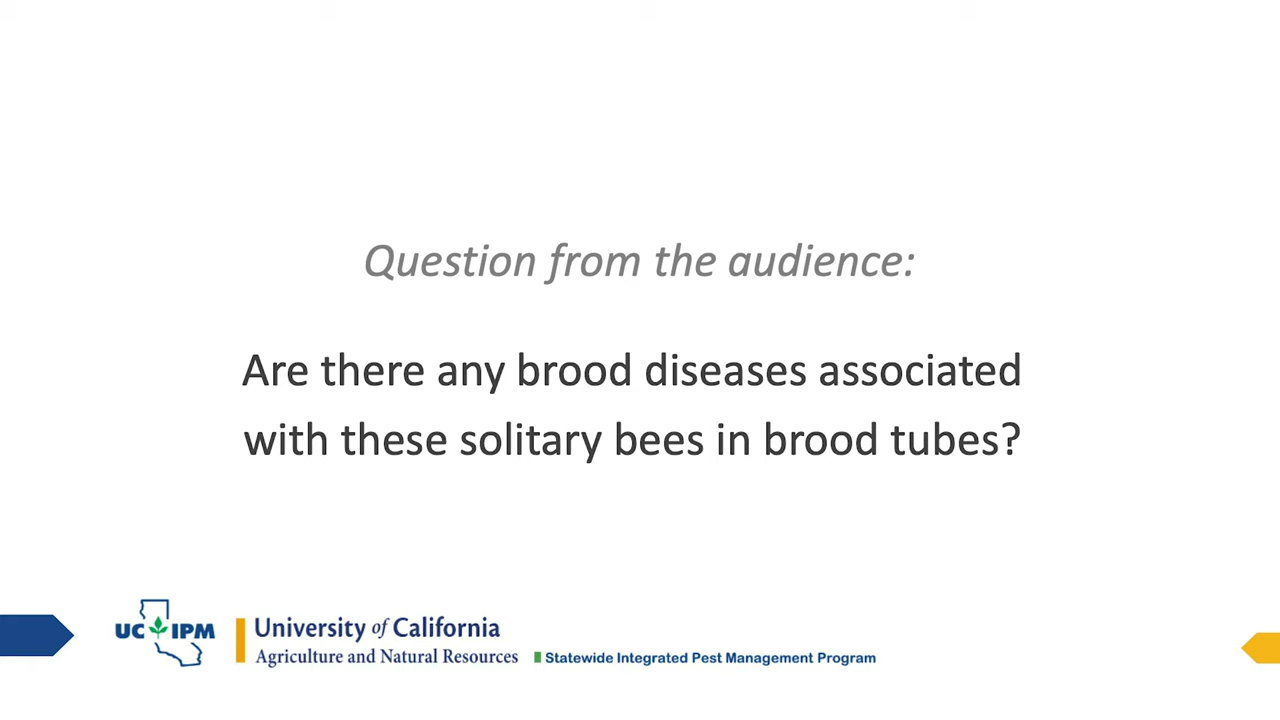 Question from the audience:
Are there any brood diseases associated
with these solitary bees in brood tubes?
UC IPM
University of California
Agriculture and Natural Resources
Statewide Integrated Pest Management Program